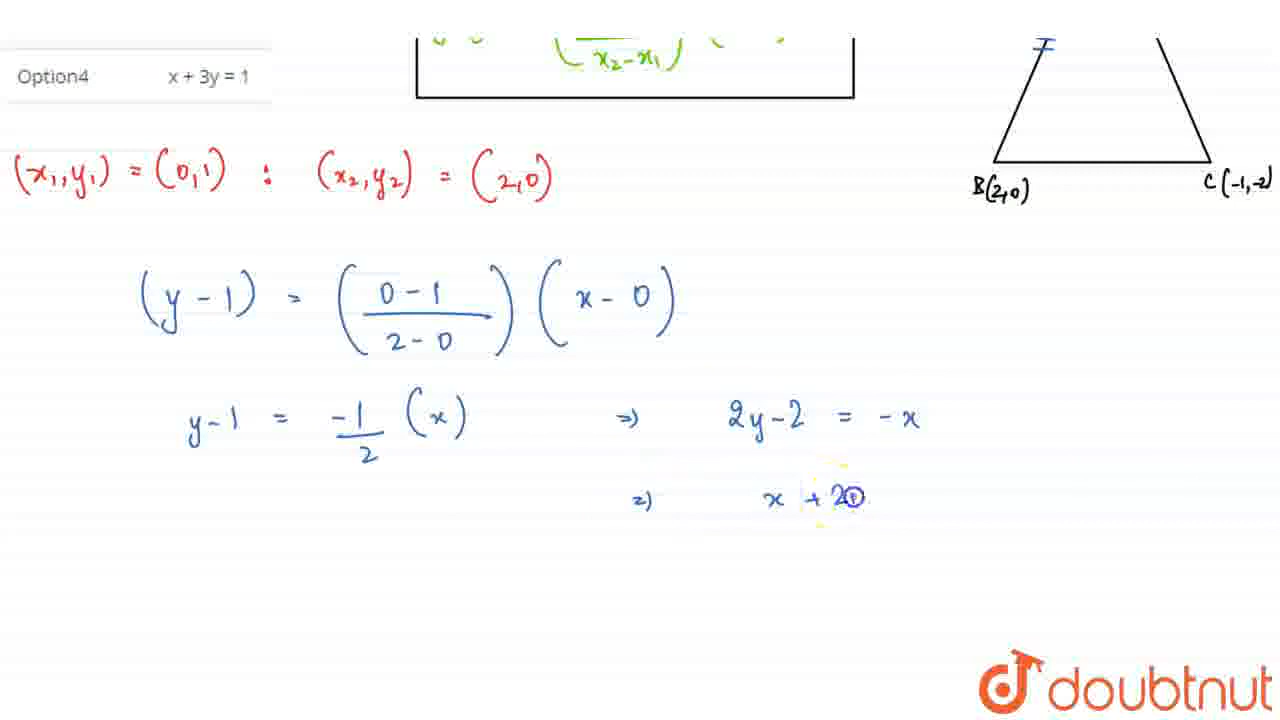 x₂-x₁
Option4 x + 3y = 1
(x₁,y₁) = (0,1) : (x₂,y₂) = (2,0)
B(2,0) C(-1,-2)
(y-1) = ((0-1)/(2-0)) (x-0)
y-1 = -1/2 (x) => 2y-2 = -x
=> x + 2
doubtnut